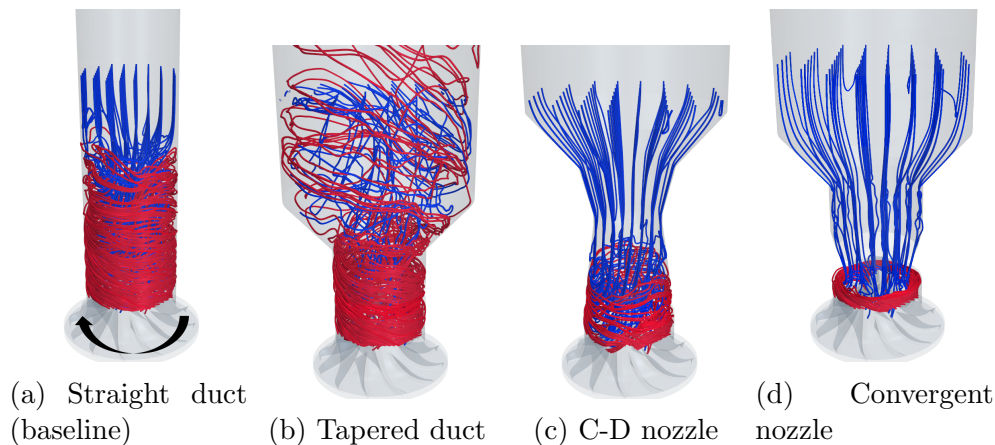 (a) Straight duct
(baseline)
(b) Tapered duct
(c) C-D nozzle
(d) Convergent
nozzle